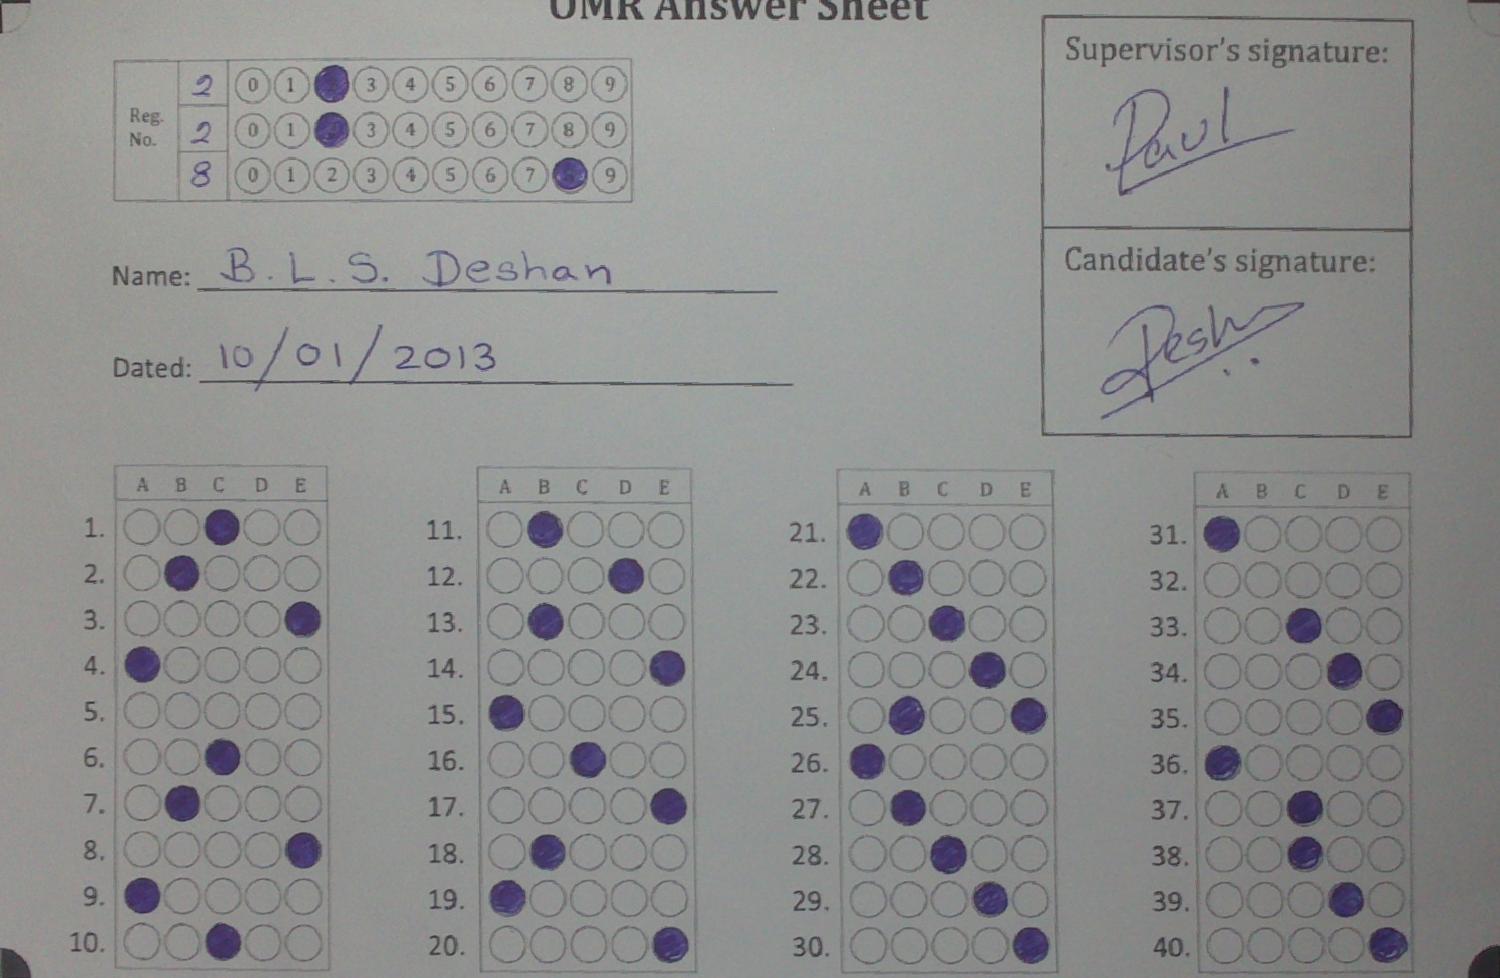 OMR Answer Sheet
Supervisor's signature:
Paul
Reg. No.
2 0 1 3 4 5 6 7 8 9
2 0 1 3 4 5 6 7 8 9
8 0 1 2 3 4 5 6 7 9
Name: B. L. S. Deshan
Candidate's signature:
Desh
Dated: 10/01/2013
A B C D E
1.
2.
3.
4.
5.
6.
7.
8.
9.
10.
A B C D E
11.
12.
13.
14.
15.
16.
17.
18.
19.
20.
A B C D E
21.
22.
23.
24.
25.
26.
27.
28.
29.
30.
A B C D E
31.
32.
33.
34.
35.
36.
37.
38.
39.
40.